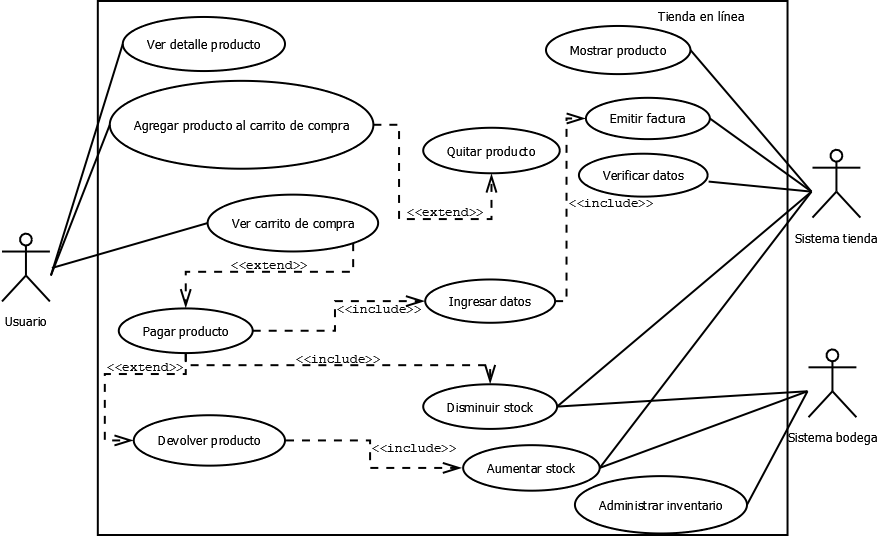 Tienda en línea
Ver detalle producto
Mostrar producto
Agregar producto al carrito de compra
Emitir factura
Quitar producto
Verificar datos
<<extend>>
<<include>>
Ver carrito de compra
Sistema tienda
<<extend>>
Usuario
Ingresar datos
<<include>>
Pagar producto
<<extend>>
<<include>>
Disminuir stock
Sistema bodega
Devolver producto
<<include>>
Aumentar stock
Administrar inventario